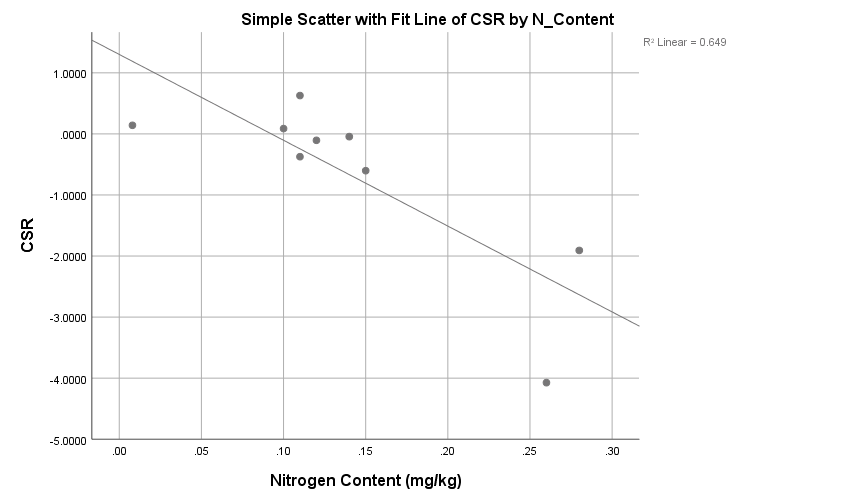 Simple Scatter with Fit Line of CSR by N_Content
R² Linear = 0.649
1.0000
.0000
-1.0000
-2.0000
-3.0000
-4.0000
-5.0000
CSR
.00 .05 .10 .15 .20 .25 .30
Nitrogen Content (mg/kg)